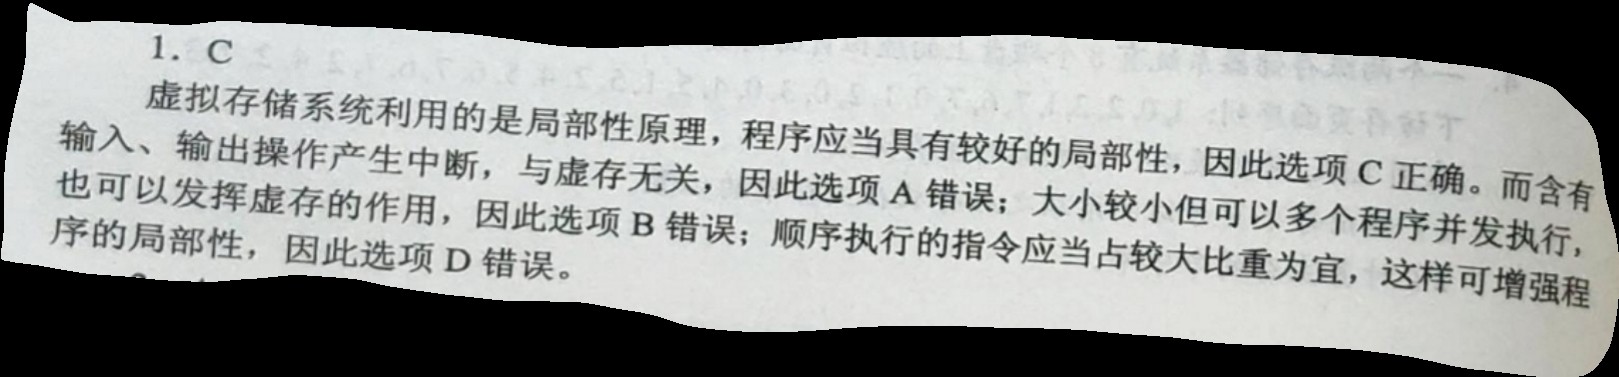 1. C
虚拟存储系统利用的是局部性原理，程序应当具有较好的局部性，因此选项 C 正确。而含有
输入、输出操作产生中断，与虚存无关，因此选项 A 错误；大小较小但可以多个程序并发执行，
也可以发挥虚存的作用，因此选项 B 错误；顺序执行的指令应当占较大比重为宜，这样可增强程
序的局部性，因此选项 D 错误。